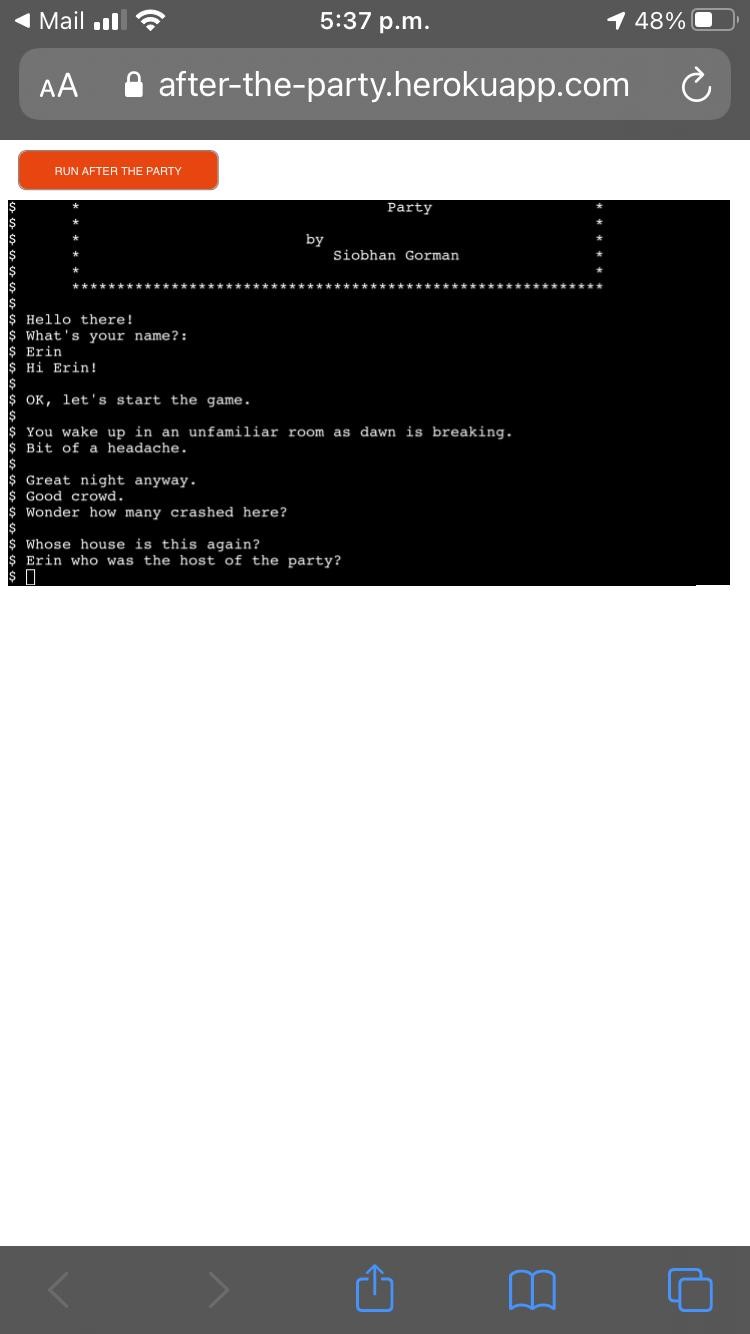 Mail 5:37 p.m. 48%
AA after-the-party.herokuapp.com
RUN AFTER THE PARTY
$ * Party *
$ * *
$ * by *
$ * Siobhan Gorman *
$ * *
$ ***********************************************************
$
$ Hello there!
$ What's your name?:
$ Erin
$ Hi Erin!
$
$ OK, let's start the game.
$
$ You wake up in an unfamiliar room as dawn is breaking.
$ Bit of a headache.
$
$ Great night anyway.
$ Good crowd.
$ Wonder how many crashed here?
$
$ Whose house is this again?
$ Erin who was the host of the party?
$